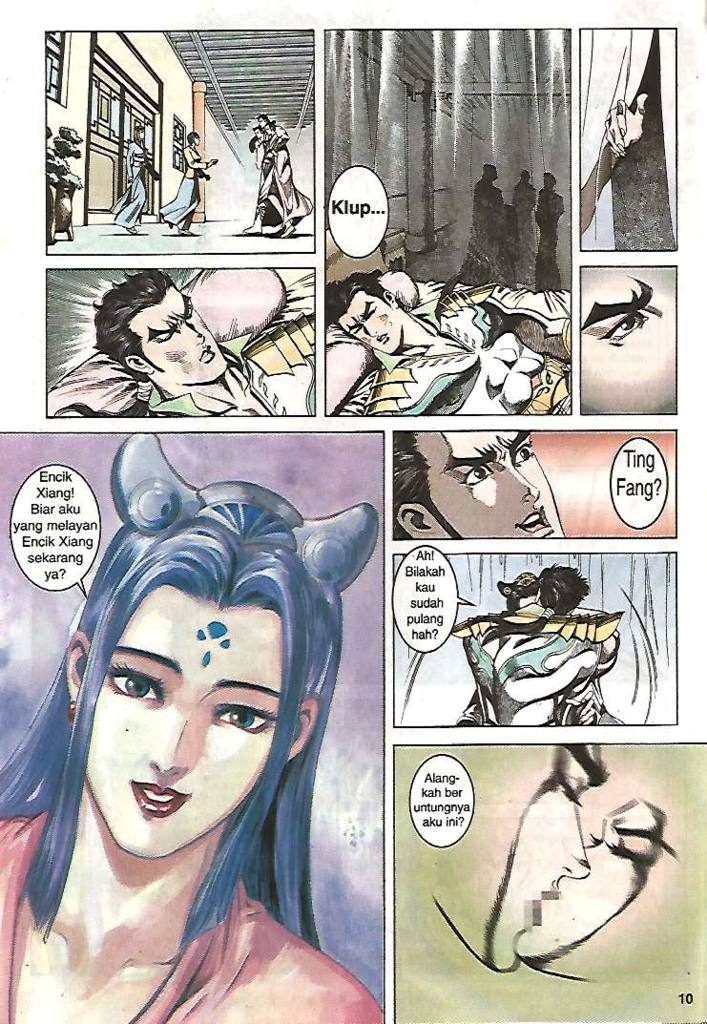 Klup...
Encik
Xiang!
Biar aku
yang melayan
Encik Xiang
sekarang
ya?
Ting
Fang?
Ah!
Bilakah
kau
sudah
pulang
hah?
Alang-
kah ber
untungnya
aku ini?
10